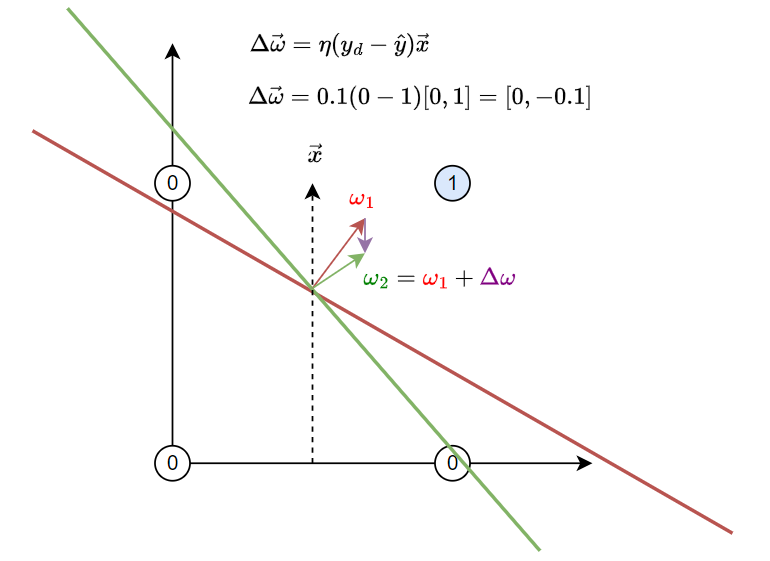 Δω⃗ = η(y_d − ŷ)x⃗
Δω⃗ = 0.1(0 − 1)[0, 1] = [0, −0.1]
x⃗
0
1
ω₁
ω₂ = ω₁ + Δω
0
0